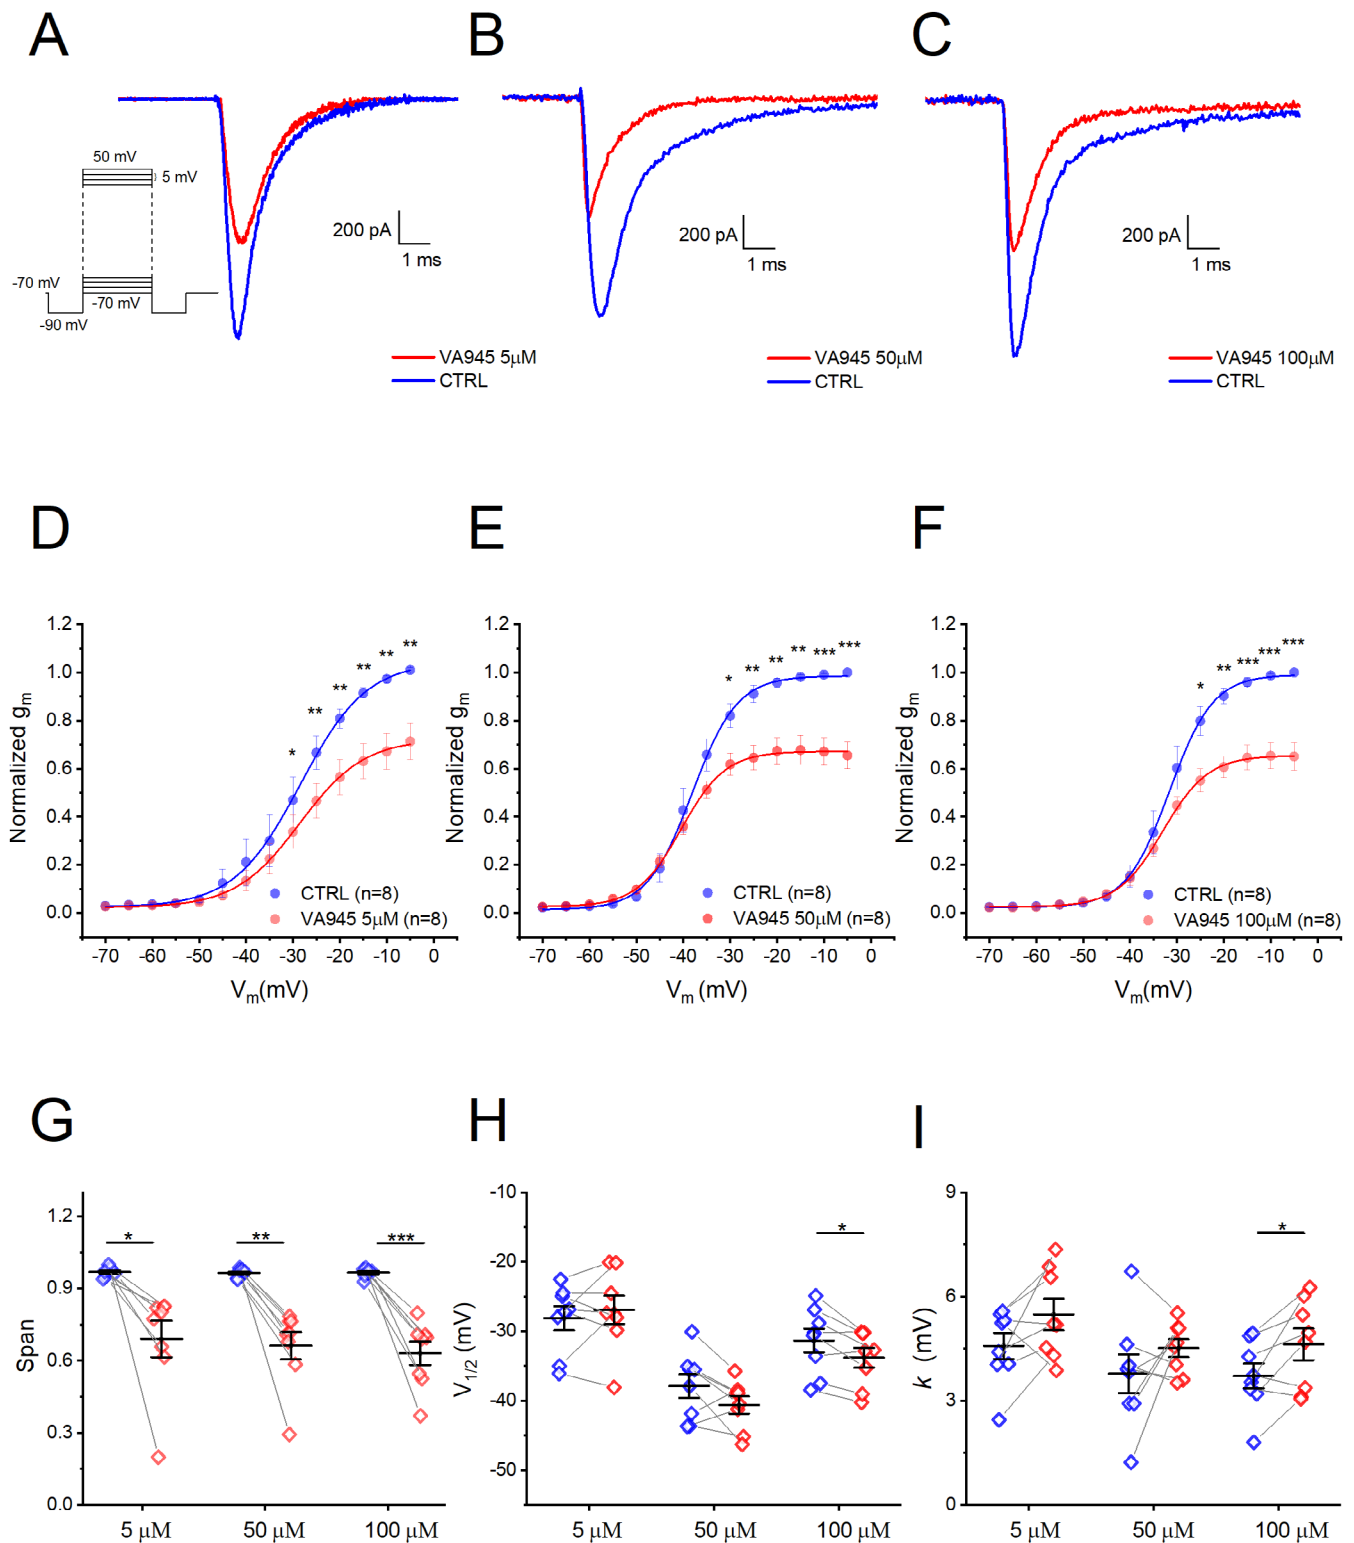 A
B
C
50 mV
5 mV
-70 mV
-70 mV
-90 mV
200 pA
1 ms
200 pA
1 ms
200 pA
1 ms
VA945 5μM
CTRL
VA945 50μM
CTRL
VA945 100μM
CTRL
D
E
F
Normalized gm
1.2
1.0
0.8
0.6
0.4
0.2
0.0
* ** ** ** ** **
CTRL (n=8)
VA945 5μM (n=8)
-70 -60 -50 -40 -30 -20 -10 0
Vm(mV)
Normalized gm
1.2
1.0
0.8
0.6
0.4
0.2
0.0
* ** ** ** *** ***
CTRL (n=8)
VA945 50μM (n=8)
-70 -60 -50 -40 -30 -20 -10 0
Vm (mV)
Normalized gm
1.2
1.0
0.8
0.6
0.4
0.2
0.0
* ** *** *** ***
CTRL (n=8)
VA945 100μM (n=8)
-70 -60 -50 -40 -30 -20 -10 0
Vm(mV)
G
H
I
Span
1.2
0.9
0.6
0.3
0.0
* ** ***
5 μM 50 μM 100 μM
V1/2 (mV)
-10
-20
-30
-40
-50
*
5 μM 50 μM 100 μM
k (mV)
9
6
3
0
*
5 μM 50 μM 100 μM